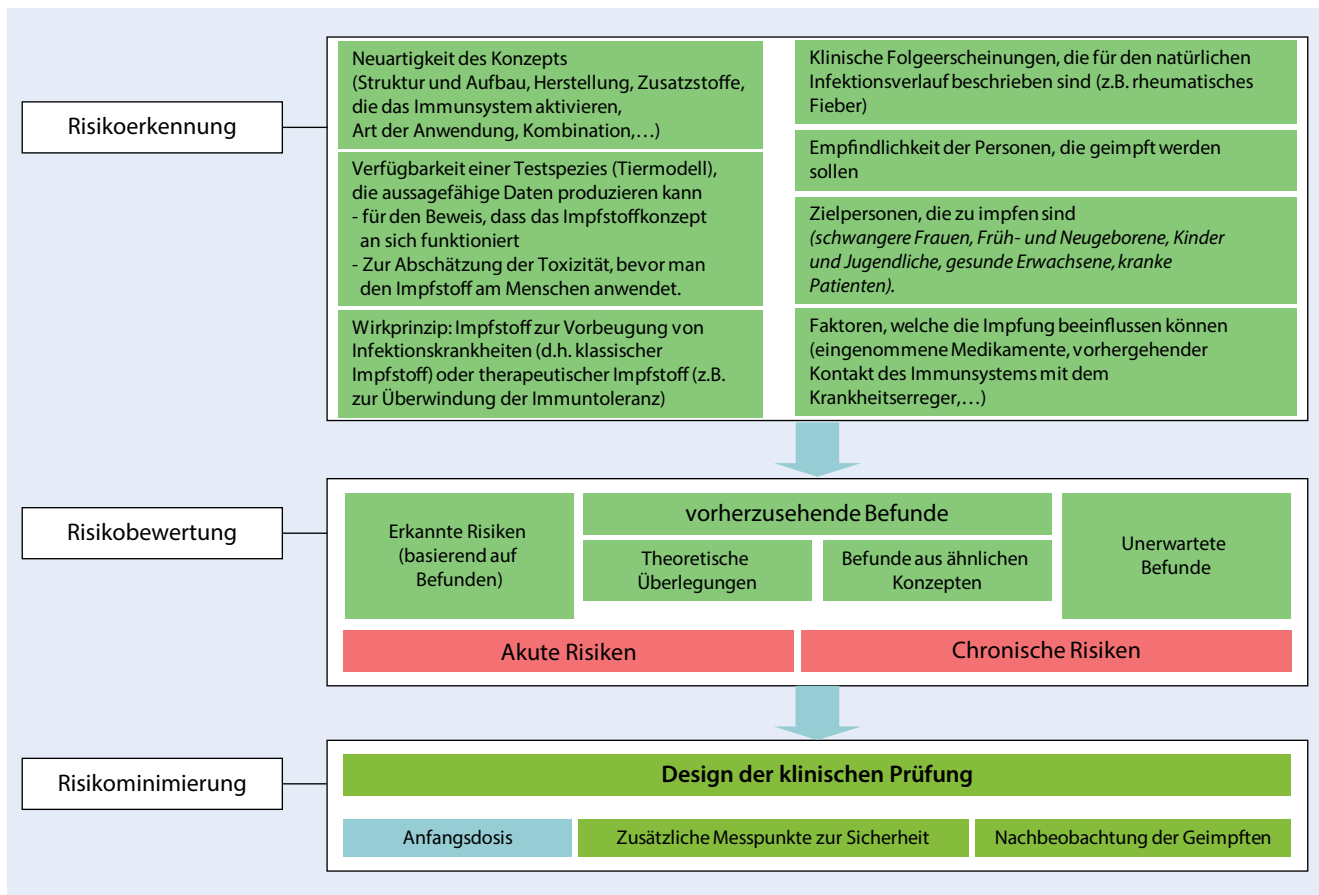 Risikoerkennung
Neuartigkeit des Konzepts
(Struktur und Aufbau, Herstellung, Zusatzstoffe,
die das Immunsystem aktivieren,
Art der Anwendung, Kombination,…)
Verfügbarkeit einer Testspezies (Tiermodell),
die aussagefähige Daten produzieren kann
- für den Beweis, dass das Impfstoffkonzept
an sich funktioniert
- Zur Abschätzung der Toxizität, bevor man
den Impfstoff am Menschen anwendet.
Wirkprinzip: Impfstoff zur Vorbeugung von
Infektionskrankheiten (d.h. klassischer
Impfstoff) oder therapeutischer Impfstoff (z.B.
zur Überwindung der Immuntoleranz)
Klinische Folgeerscheinungen, die für den natürlichen
Infektionsverlauf beschrieben sind (z.B. rheumatisches
Fieber)
Empfindlichkeit der Personen, die geimpft werden
sollen
Zielpersonen, die zu impfen sind
(schwangere Frauen, Früh- und Neugeborene, Kinder
und Jugendliche, gesunde Erwachsene, kranke
Patienten).
Faktoren, welche die Impfung beeinflussen können
(eingenommene Medikamente, vorhergehender
Kontakt des Immunsystems mit dem
Krankheitserreger,…)
Risikobewertung
Erkannte Risiken
(basierend auf
Befunden)
vorherzusehende Befunde
Theoretische
Überlegungen
Befunde aus ähnlichen
Konzepten
Unerwartete
Befunde
Akute Risiken
Chronische Risiken
Risikominimierung
Design der klinischen Prüfung
Anfangsdosis
Zusätzliche Messpunkte zur Sicherheit
Nachbeobachtung der Geimpften